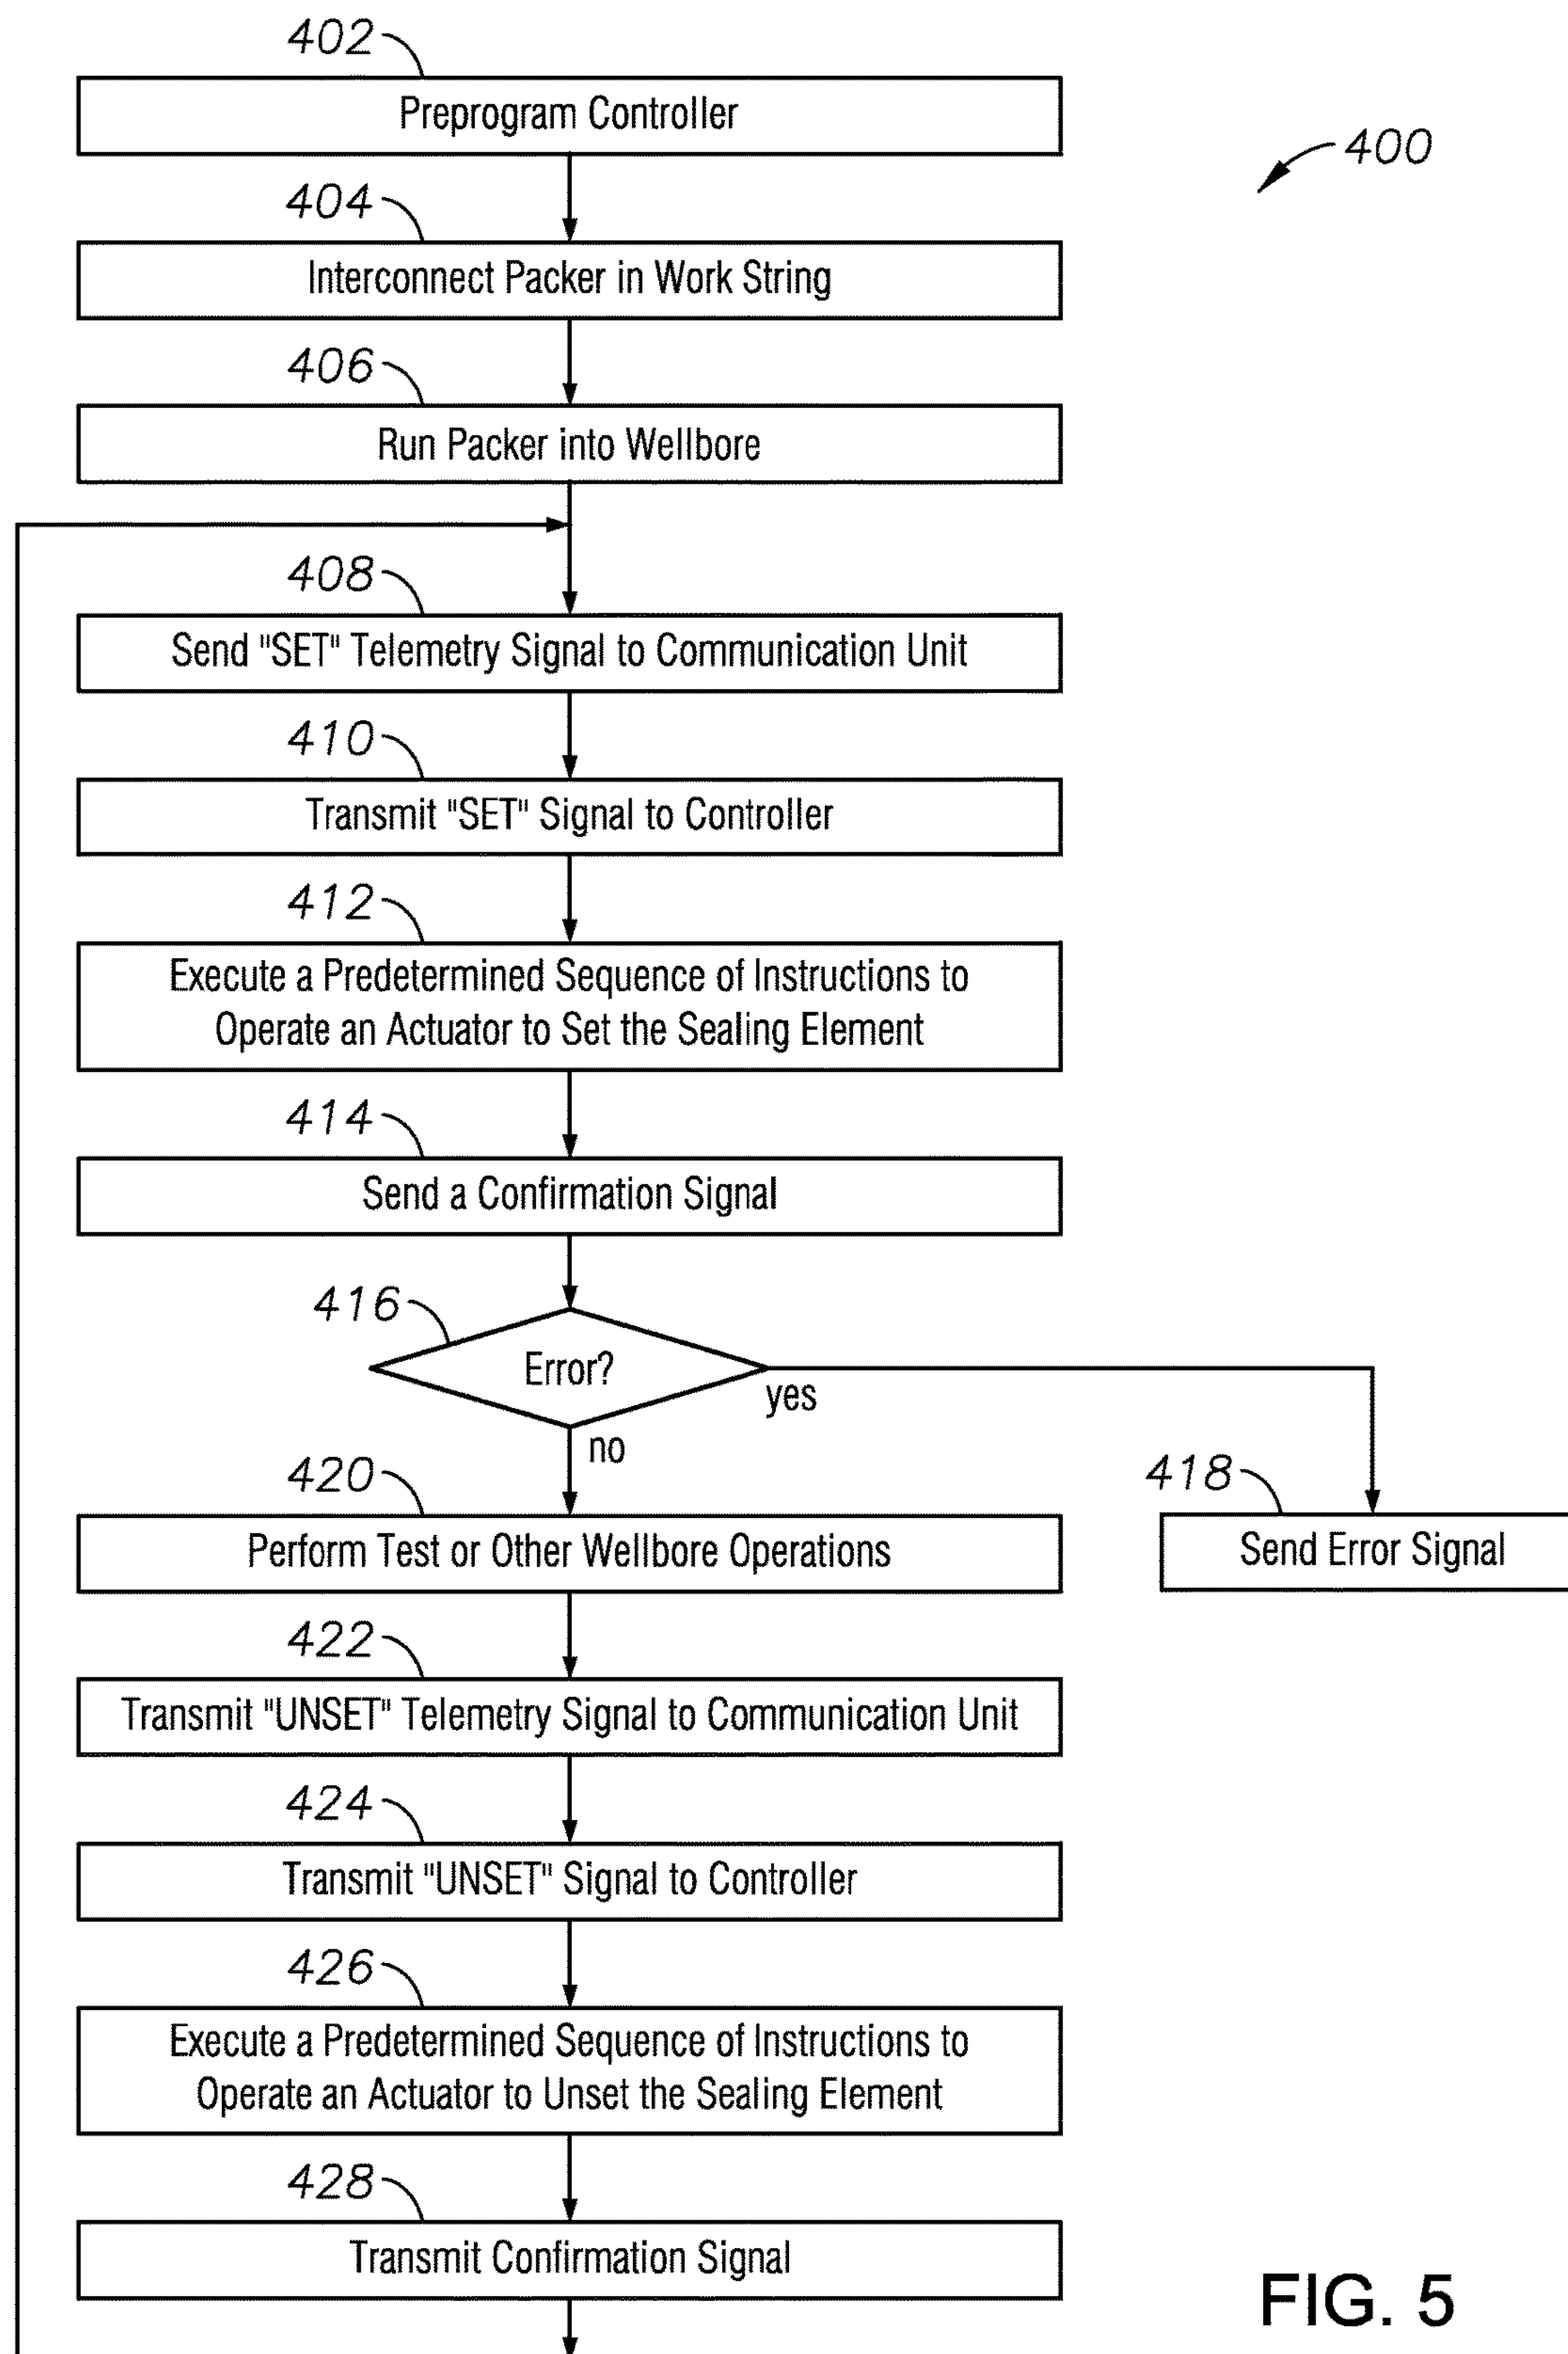 402
Preprogram Controller
400
404
Interconnect Packer in Work String
406
Run Packer into Wellbore
408
Send "SET" Telemetry Signal to Communication Unit
410
Transmit "SET" Signal to Controller
412
Execute a Predetermined Sequence of Instructions to
Operate an Actuator to Set the Sealing Element
414
Send a Confirmation Signal
416
Error?
yes
no
420
Perform Test or Other Wellbore Operations
418
Send Error Signal
422
Transmit "UNSET" Telemetry Signal to Communication Unit
424
Transmit "UNSET" Signal to Controller
426
Execute a Predetermined Sequence of Instructions to
Operate an Actuator to Unset the Sealing Element
428
Transmit Confirmation Signal
FIG. 5